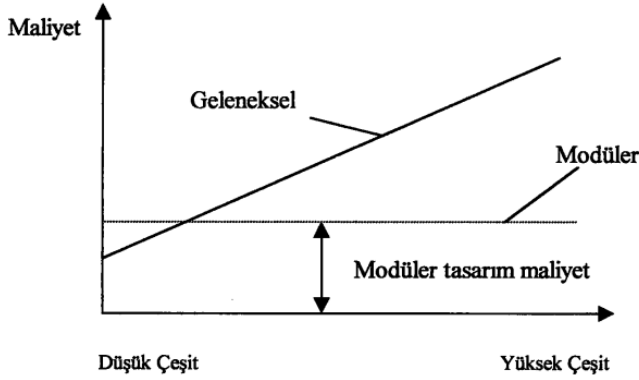 Maliyet
Geleneksel
Modüler
Modüler tasarım maliyet
Düşük Çeşit
Yüksek Çeşit